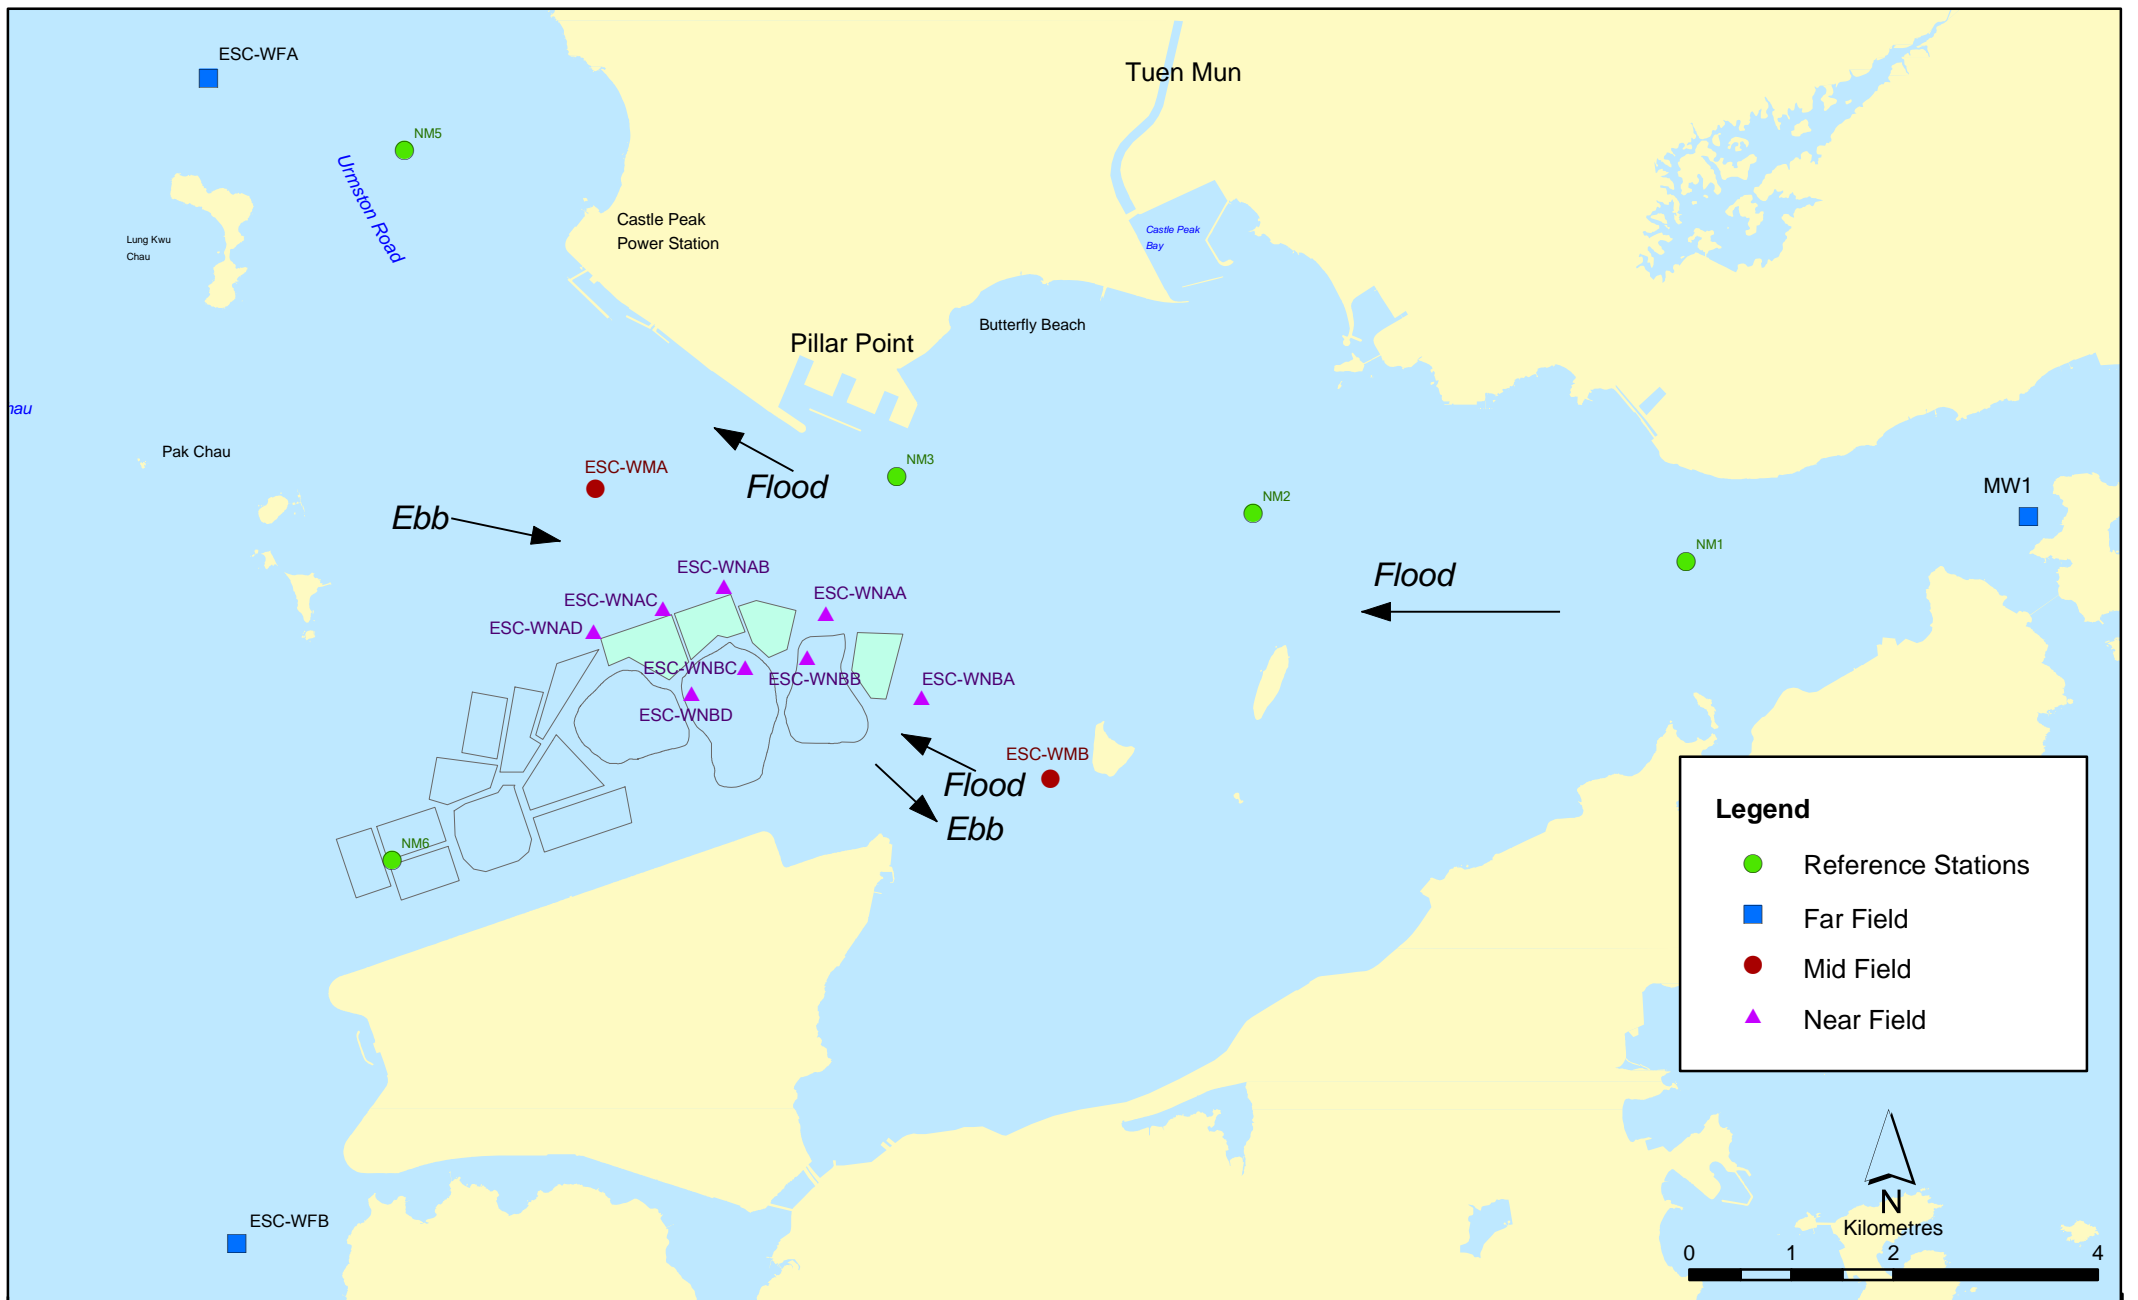 ESC-WFA
Tuen Mun
NM5
Urmston Road
Castle Peak
Power Station
Castle Peak
Bay
Lung Kwu
Chau
Butterfly Beach
Pillar Point
Pak Chau
ESC-WMA
Flood
NM3
MW1
NM2
Ebb
NM1
ESC-WNAB
Flood
ESC-WNAC
ESC-WNAA
ESC-WNAD
ESC-WNBC
ESC-WNBB
ESC-WNBA
ESC-WNBD
ESC-WMB
Flood
Ebb
NM6
Legend
Reference Stations
Far Field
Mid Field
Near Field
ESC-WFB
N
Kilometres
0 1 2 4